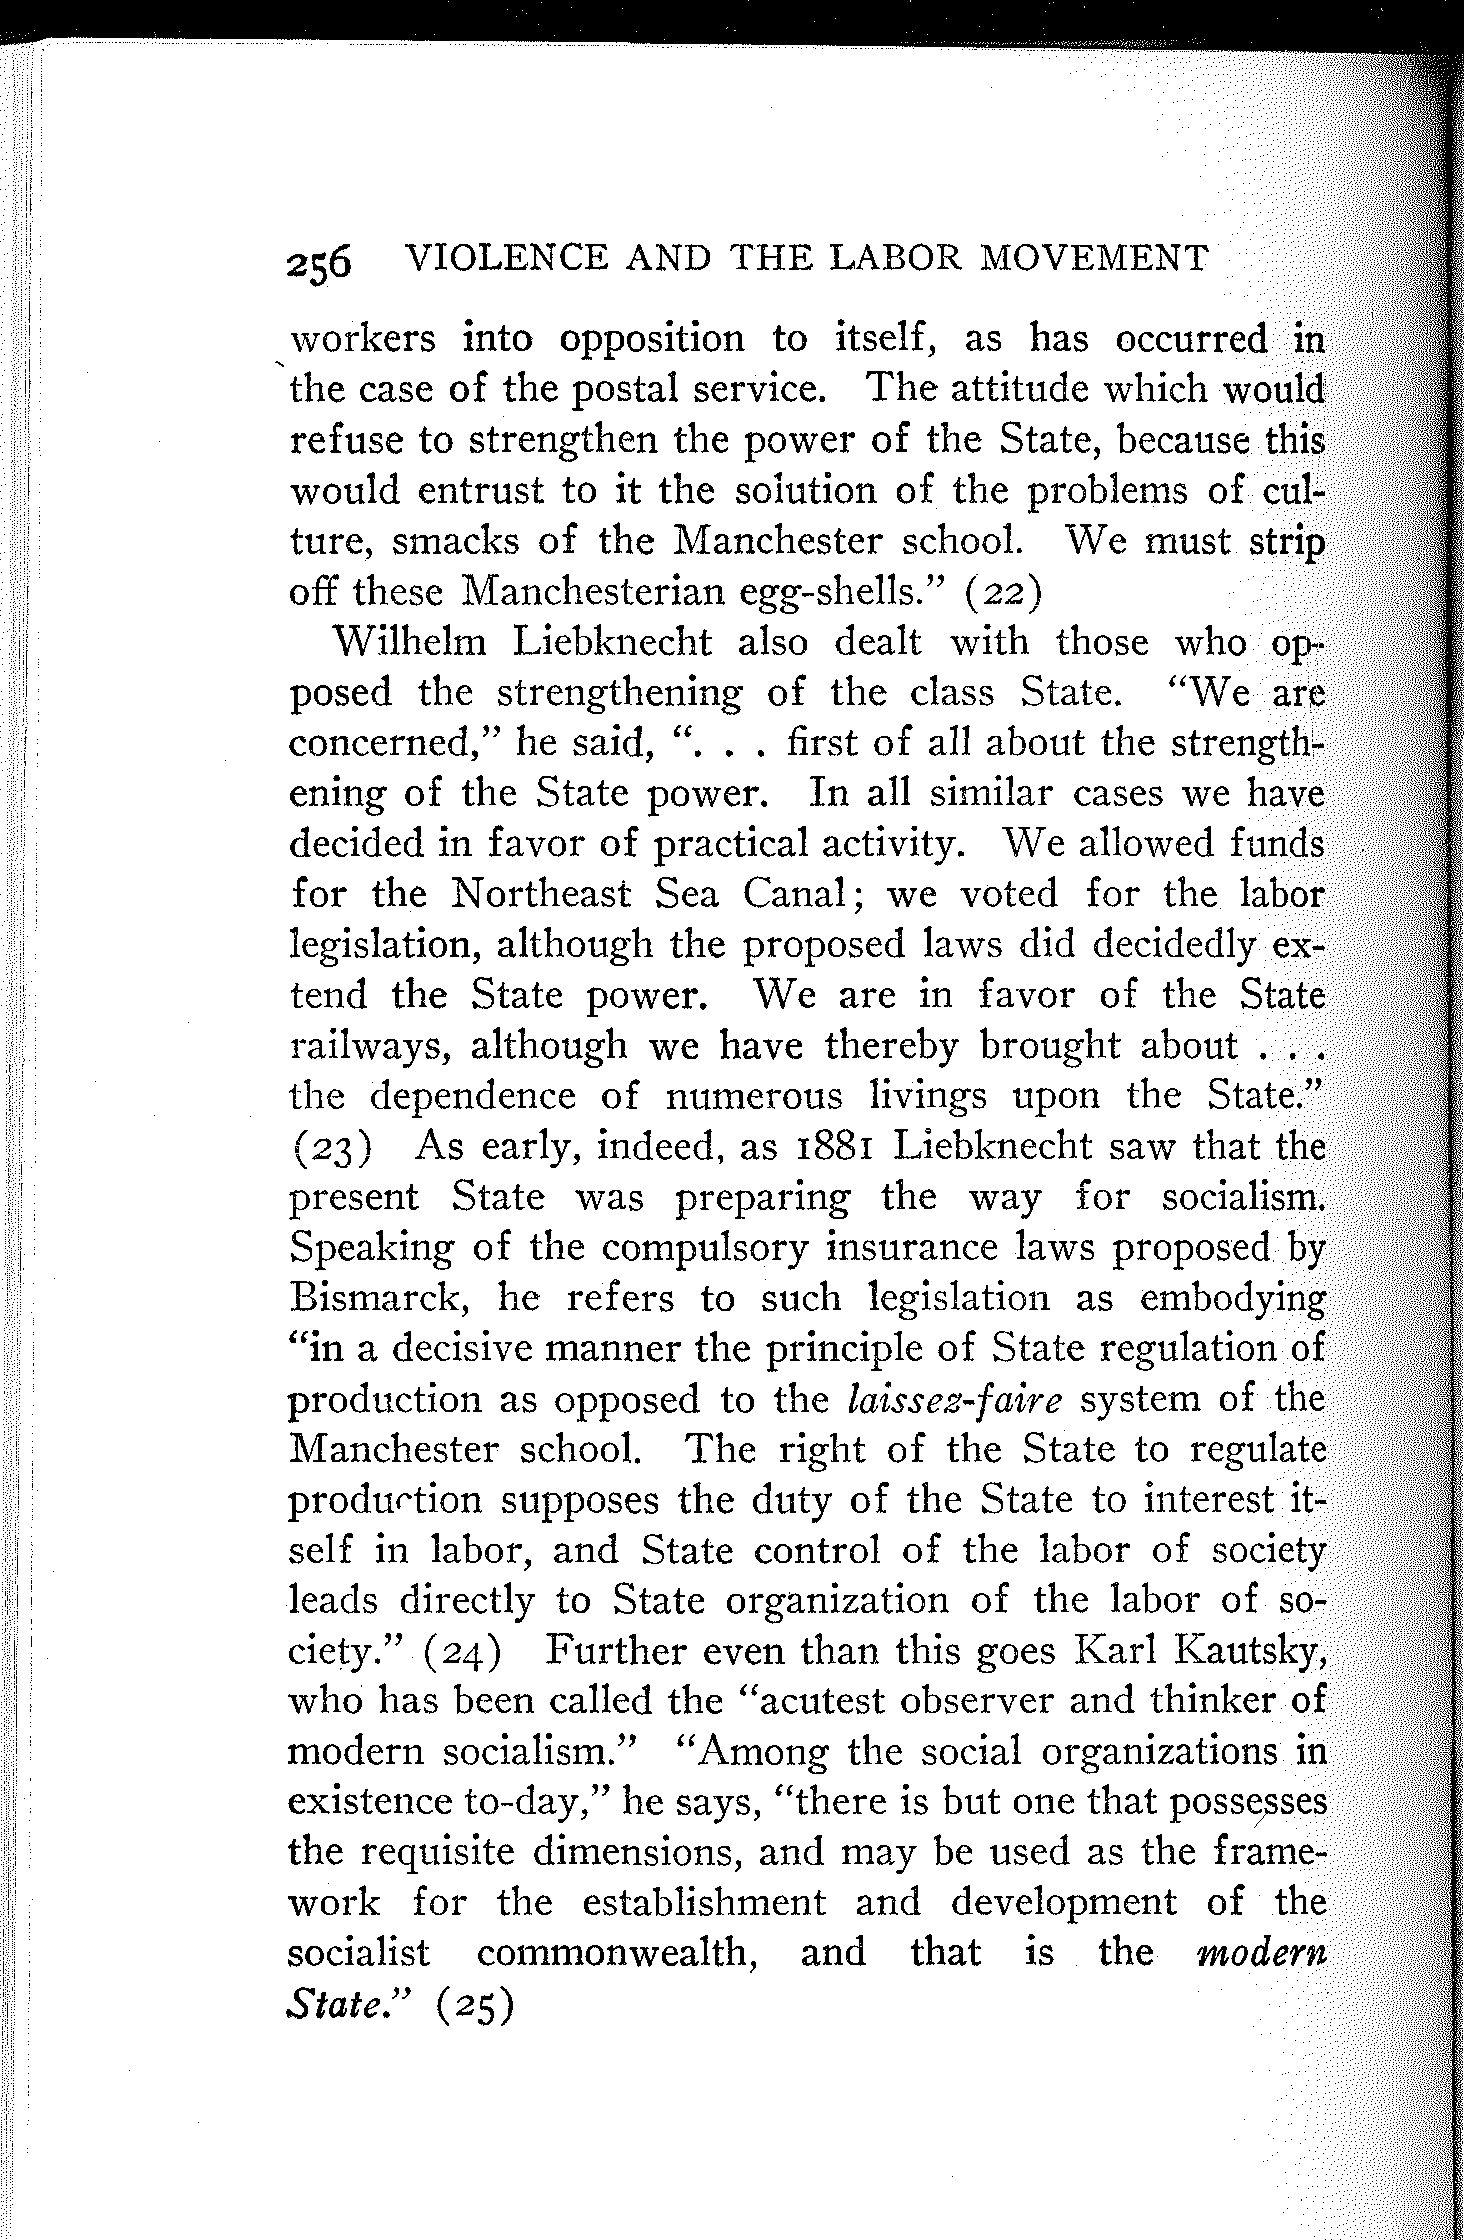 256 VIOLENCE AND THE LABOR MOVEMENT
workers into opposition to itself, as has occurred in
the case of the postal service. The attitude which would
refuse to strengthen the power of the State, because this
would entrust to it the solution of the problems of cul-
ture, smacks of the Manchester school. We must strip
off these Manchesterian egg-shells." (22)
Wilhelm Liebknecht also dealt with those who op-
posed the strengthening of the class State. "We are
concerned," he said, ". . . first of all about the strength-
ening of the State power. In all similar cases we have
decided in favor of practical activity. We allowed funds
for the Northeast Sea Canal; we voted for the labor
legislation, although the proposed laws did decidedly ex-
tend the State power. We are in favor of the State
railways, although we have thereby brought about . . .
the dependence of numerous livings upon the State."
(23) As early, indeed, as 1881 Liebknecht saw that the
present State was preparing the way for socialism.
Speaking of the compulsory insurance laws proposed by
Bismarck, he refers to such legislation as embodying
"in a decisive manner the principle of State regulation of
production as opposed to the laissez-faire system of the
Manchester school. The right of the State to regulate
production supposes the duty of the State to interest it-
self in labor, and State control of the labor of society
leads directly to State organization of the labor of so-
ciety." (24) Further even than this goes Karl Kautsky,
who has been called the "acutest observer and thinker of
modern socialism." "Among the social organizations in
existence to-day," he says, "there is but one that possesses
the requisite dimensions, and may be used as the frame-
work for the establishment and development of the
socialist commonwealth, and that is the modern
State." (25)